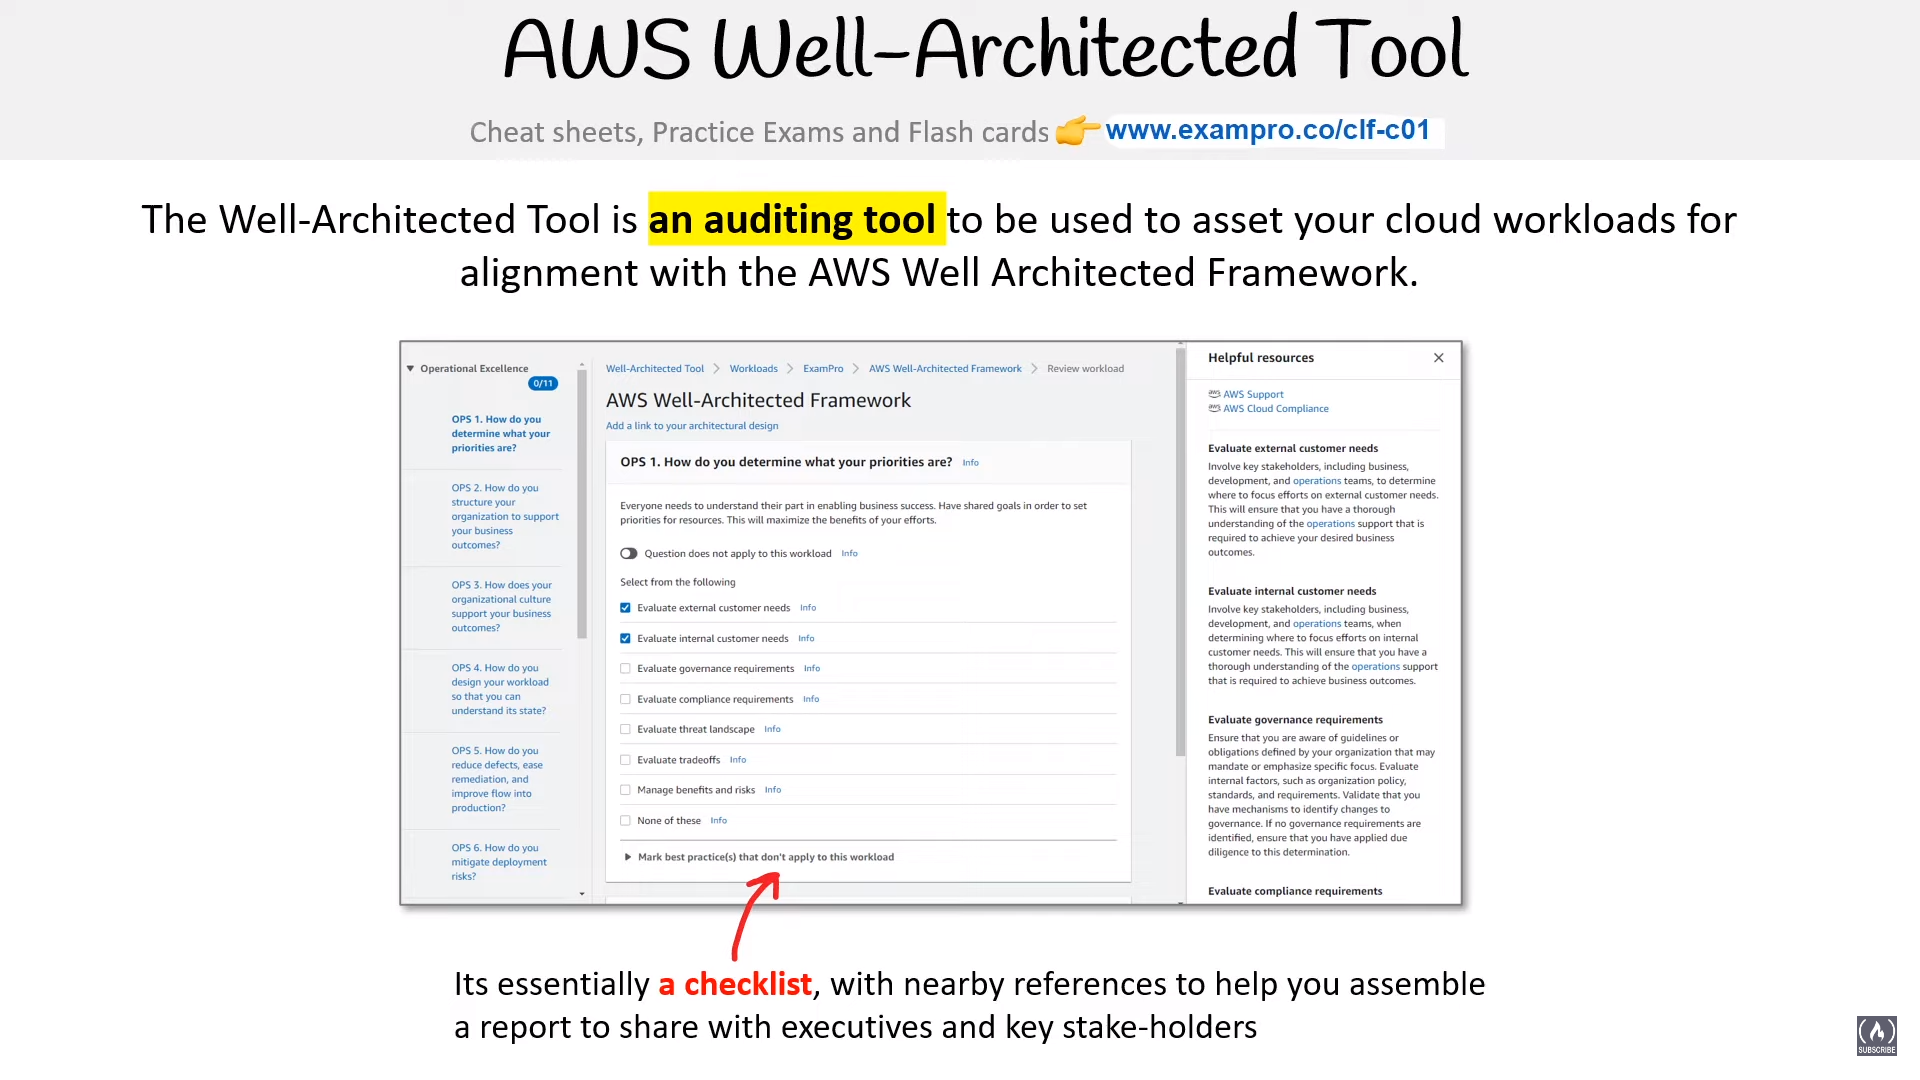 AWS Well-Architected Tool
Cheat sheets, Practice Exams and Flash cards www.exampro.co/clf-c01
The Well-Architected Tool is an auditing tool to be used to asset your cloud workloads for
alignment with the AWS Well Architected Framework.
Operational Excellence
0/11
OPS 1. How do you
determine what your
priorities are?
OPS 2. How do you
structure your
organization to support
your business
outcomes?
OPS 3. How does your
organizational culture
support your business
outcomes?
OPS 4. How do you
design your workload
so that you can
understand its state?
OPS 5. How do you
reduce defects, ease
remediation, and
improve flow into
production?
OPS 6. How do you
mitigate deployment
risks?
Well-Architected Tool > Workloads > ExamPro > AWS Well-Architected Framework > Review workload
AWS Well-Architected Framework
Add a link to your architectural design
OPS 1. How do you determine what your priorities are? Info
Everyone needs to understand their part in enabling business success. Have shared goals in order to set
priorities for resources. This will maximize the benefits of your efforts.
Question does not apply to this workload Info
Select from the following
Evaluate external customer needs Info
Evaluate internal customer needs Info
Evaluate governance requirements Info
Evaluate compliance requirements Info
Evaluate threat landscape Info
Evaluate tradeoffs Info
Manage benefits and risks Info
None of these Info
Mark best practice(s) that don't apply to this workload
Helpful resources
AWS Support
AWS Cloud Compliance
Evaluate external customer needs
Involve key stakeholders, including business,
development, and operations teams, to determine
where to focus efforts on external customer needs.
This will ensure that you have a thorough
understanding of the operations support that is
required to achieve your desired business
outcomes.
Evaluate internal customer needs
Involve key stakeholders, including business,
development, and operations teams, when
determining where to focus efforts on internal
customer needs. This will ensure that you have a
thorough understanding of the operations support
that is required to achieve business outcomes.
Evaluate governance requirements
Ensure that you are aware of guidelines or
obligations defined by your organization that may
mandate or emphasize specific focus. Evaluate
internal factors, such as organization policy,
standards, and requirements. Validate that you
have mechanisms to identify changes to
governance. If no governance requirements are
identified, ensure that you have applied due
diligence to this determination.
Evaluate compliance requirements
Its essentially a checklist, with nearby references to help you assemble
a report to share with executives and key stake-holders
SUBSCRIBE